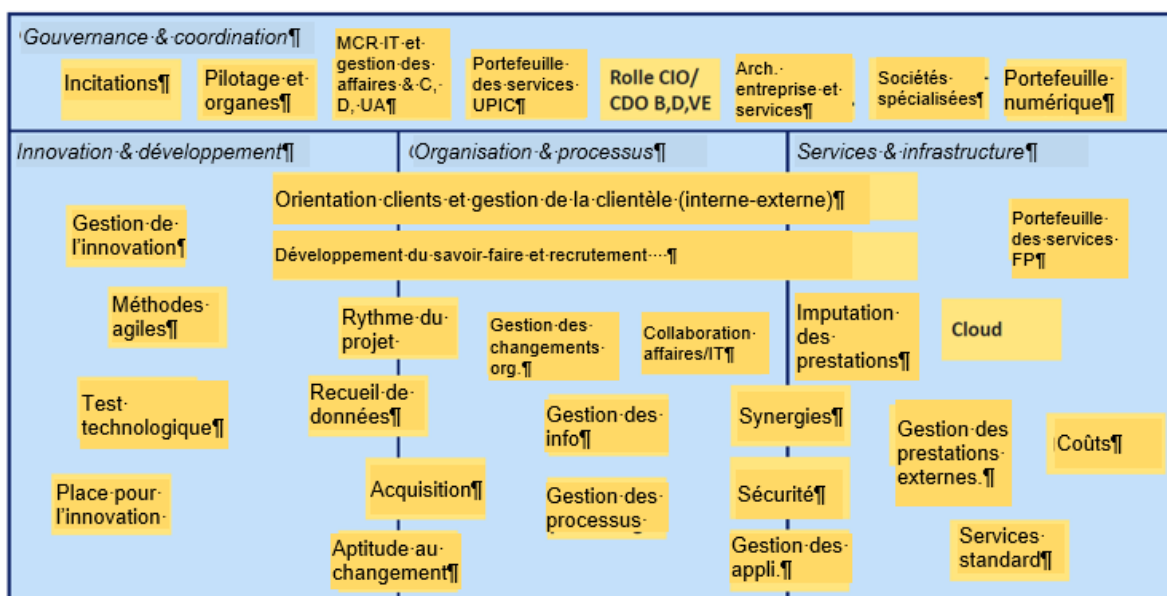 Gouvernance·&·coordination¶
Incitations¶
Pilotage·et·
organes¶
MCR·IT·et·
gestion·des·
affaires·&·C,·
D,·UA¶
Portefeuille·
des·services·
UPIC¶
Rolle CIO/
CDO B,D,VE
Arch.·
entreprise·et·
services¶
Sociétés·
spécialisées¶
Portefeuille·
numérique¶
Innovation·&·développement¶
Organisation·&·processus¶
Services·&·infrastructure¶
Orientation·clients·et·gestion·de·la·clientèle·(interne-externe)¶
Développement·du·savoir-faire·et·recrutement····¶
Gestion·de·
l'innovation¶
Portefeuille·
des·services·
FP¶
Méthodes·
agiles¶
Rythme·du·
projet·
Gestion·des·
changements·
org.¶
Collaboration·
affaires/IT¶
Imputation·
des·
prestations¶
Cloud
Test·
technologique¶
Recueil·de·
données¶
Gestion·des·
info¶
Synergies¶
Gestion·des·
prestations·
externes.¶
Coûts¶
Place·pour·
l'innovation·
Acquisition¶
Gestion·des·
processus·
Sécurité¶
Aptitude·au·
changement¶
Gestion·des·
appli.¶
Services·
standard¶